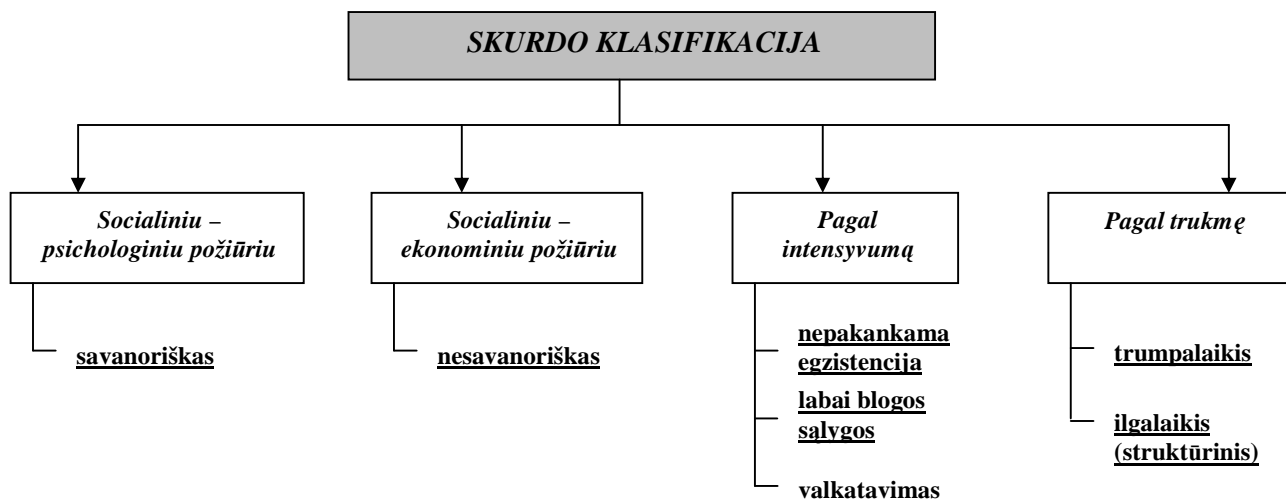 SKURDO KLASIFIKACIJA
Socialiniu –
psichologiniu požiūriu
savanoriškas
Socialiniu –
ekonominiu požiūriu
nesavanoriškas
Pagal
intensyvumą
nepakankama
egzistencija
labai blogos
sąlygos
valkatavimas
Pagal trukmę
trumpalaikis
ilgalaikis
(struktūrinis)